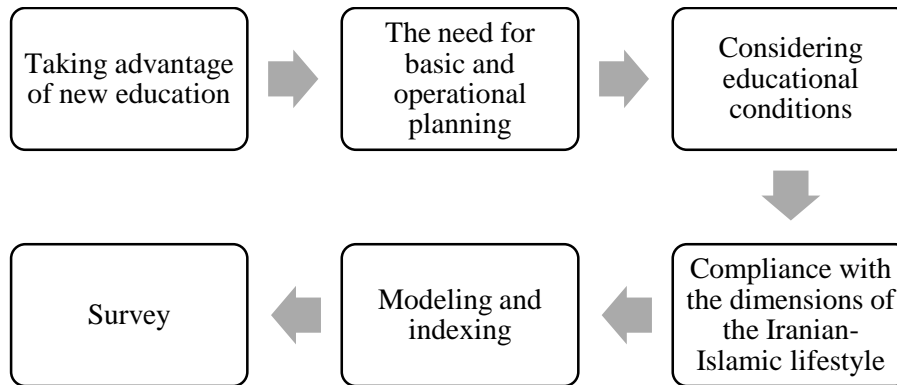 Taking advantage
of new education
The need for
basic and
operational
planning
Considering
educational
conditions
Compliance with
the dimensions of
the Iranian-
Islamic lifestyle
Modeling and
indexing
Survey